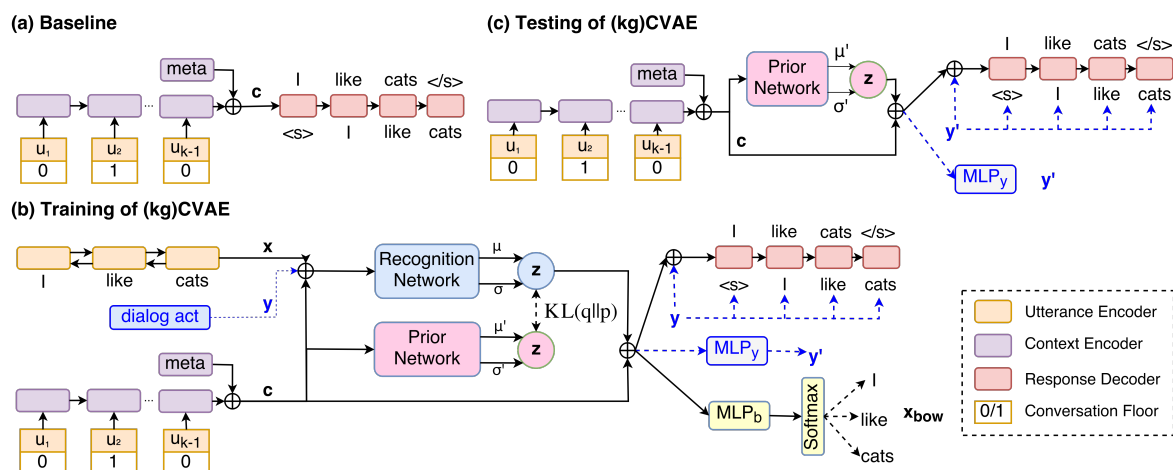 (a) Baseline
meta
c
I like cats </s>
<s> I like cats
...
u1 u2 uk-1
0 1 0
(c) Testing of (kg)CVAE
meta
Prior Network
μ'
σ'
z
c
...
u1 u2 uk-1
0 1 0
I like cats </s>
<s> I like cats
y
MLPy y'
(b) Training of (kg)CVAE
I like cats
x
dialog act
y
meta
c
...
u1 u2 uk-1
0 1 0
Recognition Network
μ
σ
z
KL(q||p)
Prior Network
μ'
σ'
z
I like cats </s>
<s> I like cats
y
MLPy y'
MLPb
Softmax
I
like
cats
xbow
Utterance Encoder
Context Encoder
Response Decoder
0/1 Conversation Floor